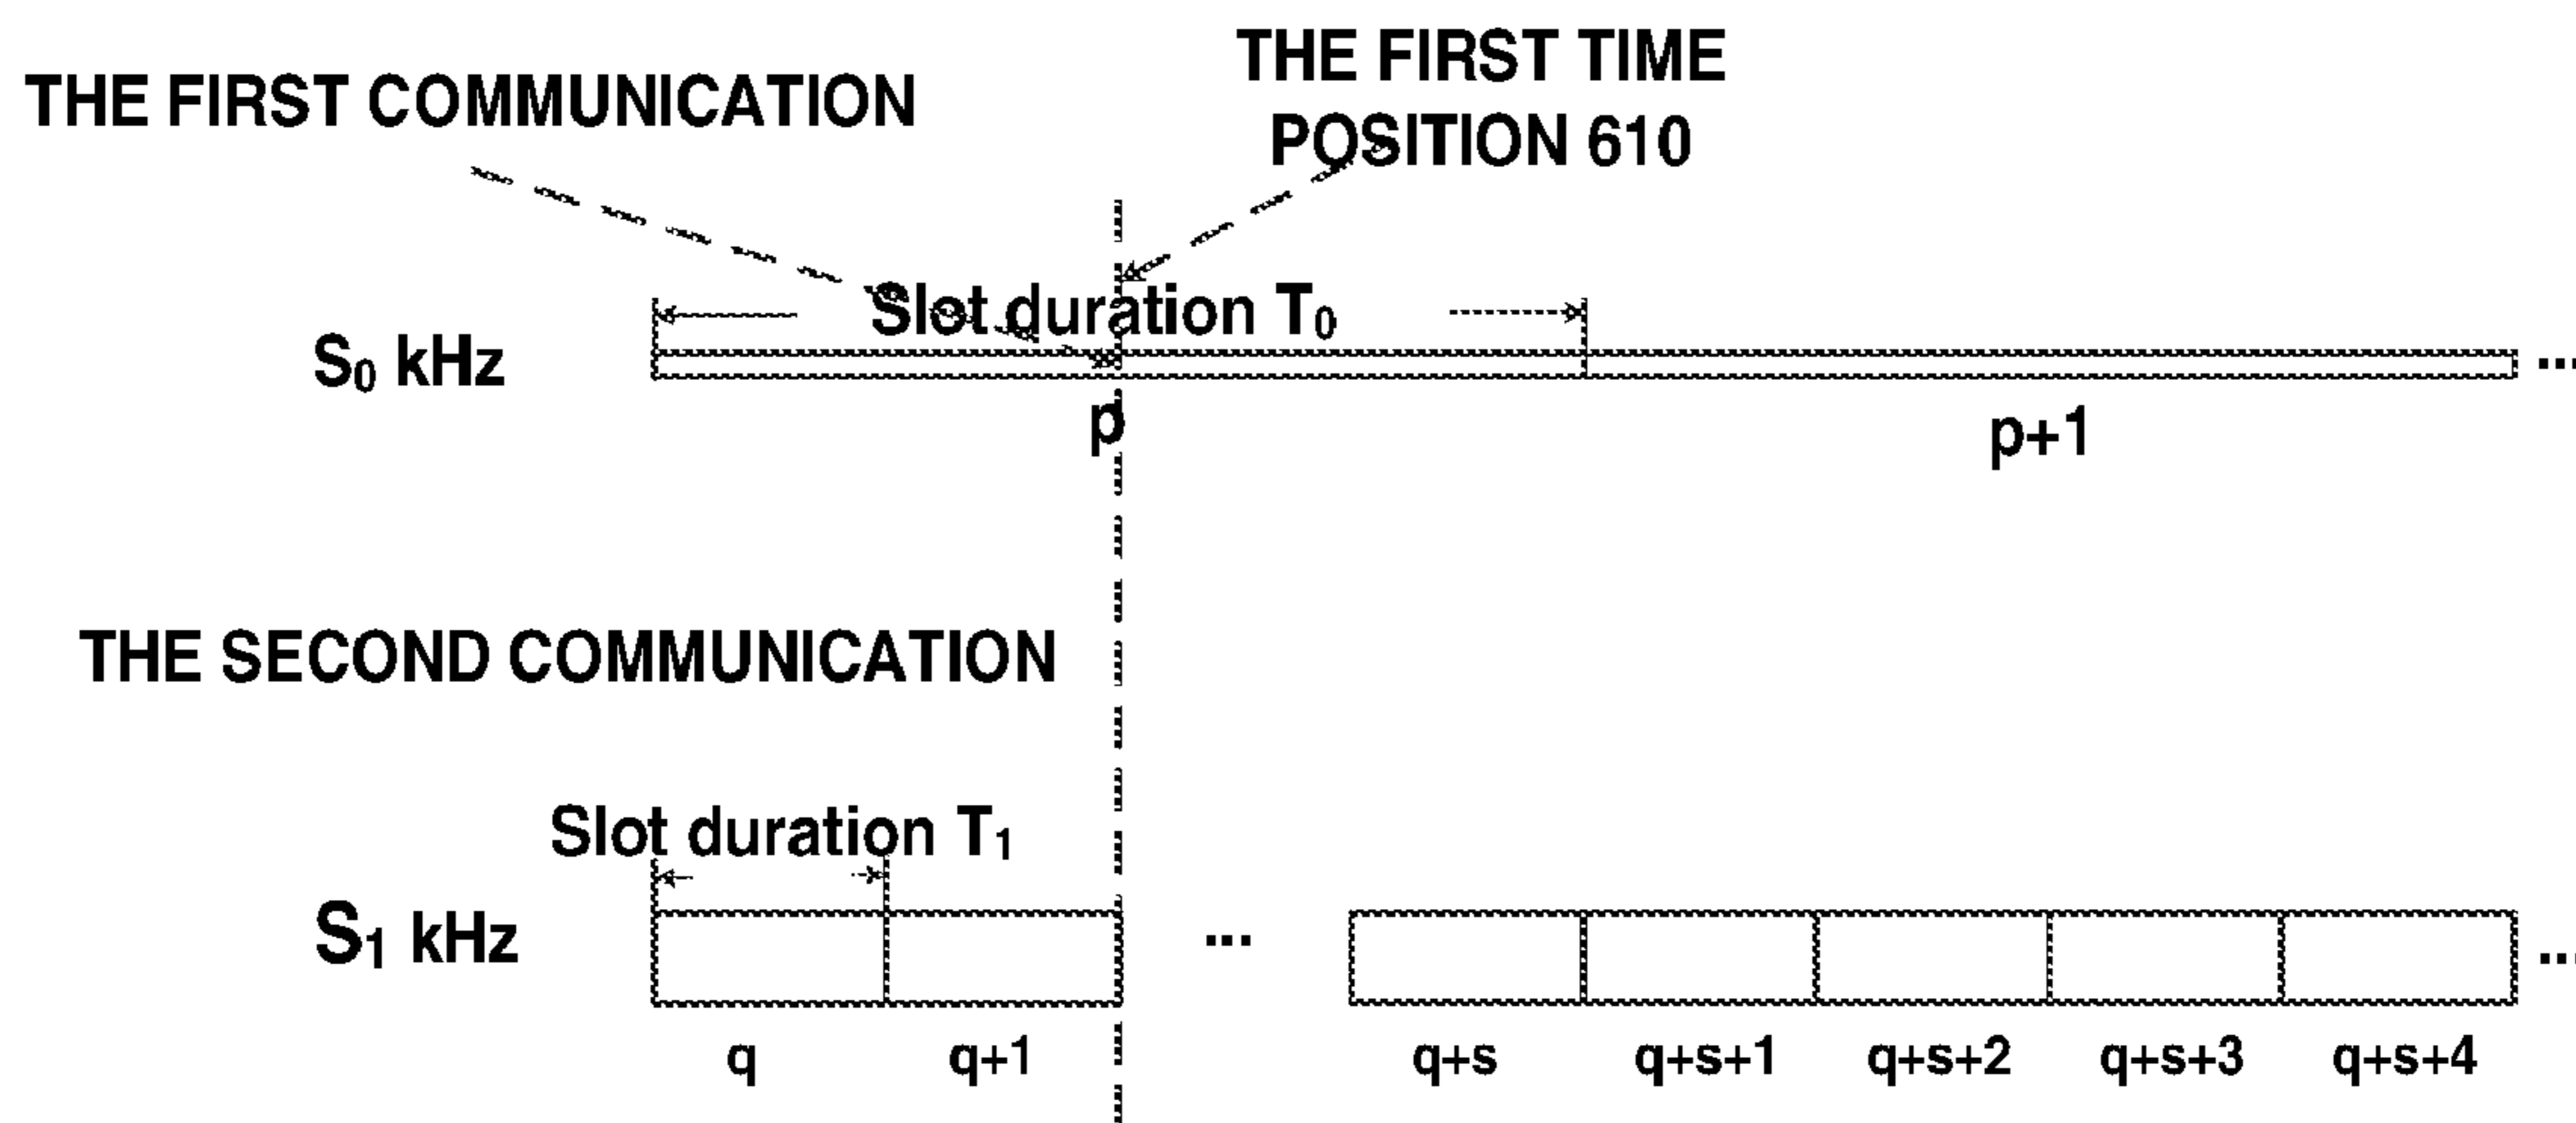 THE FIRST COMMUNICATION
THE FIRST TIME
POSITION 610
Slot duration T₀
S₀ kHz
...
p
p+1
THE SECOND COMMUNICATION
Slot duration T₁
S₁ kHz
...
...
q
q+1
q+s
q+s+1
q+s+2
q+s+3
q+s+4